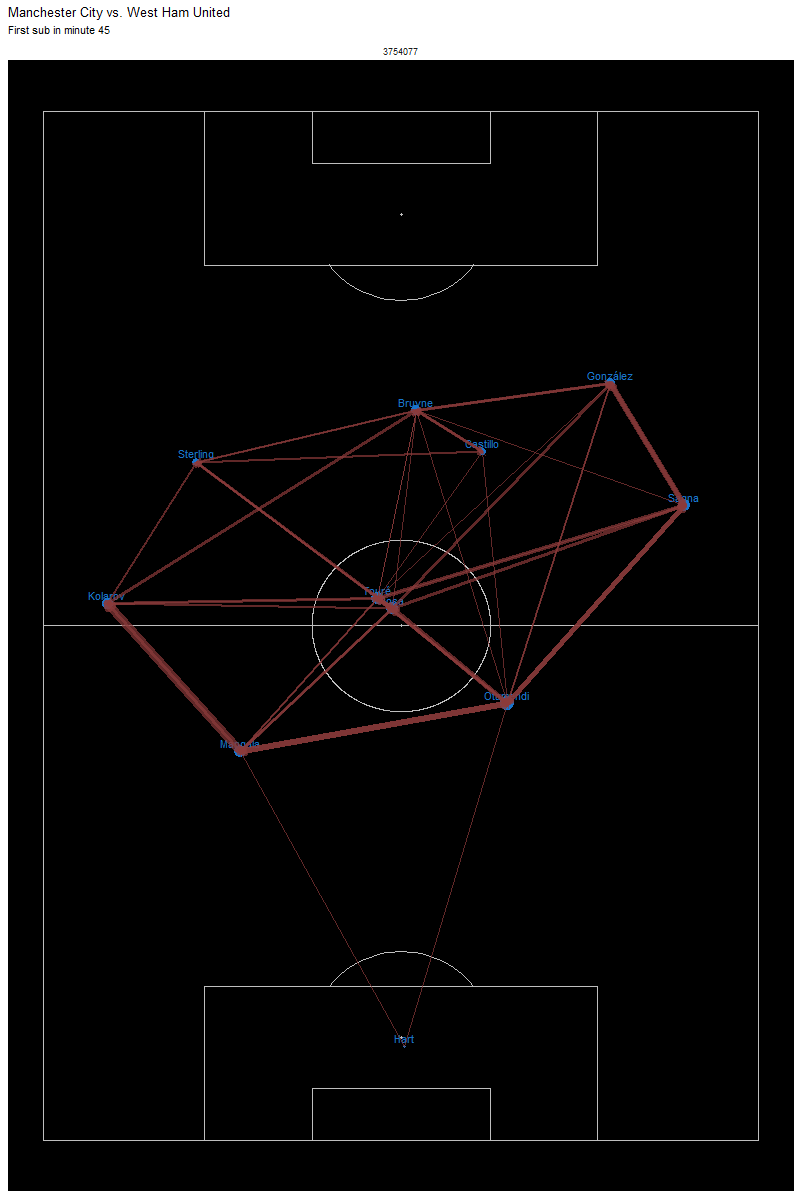 Manchester City vs. West Ham United
First sub in minute 45
3754077
González
Bruyne
Castillo
Sterling
Sagna
Touré
Kolarov
Otamendi
Mangala
Hart